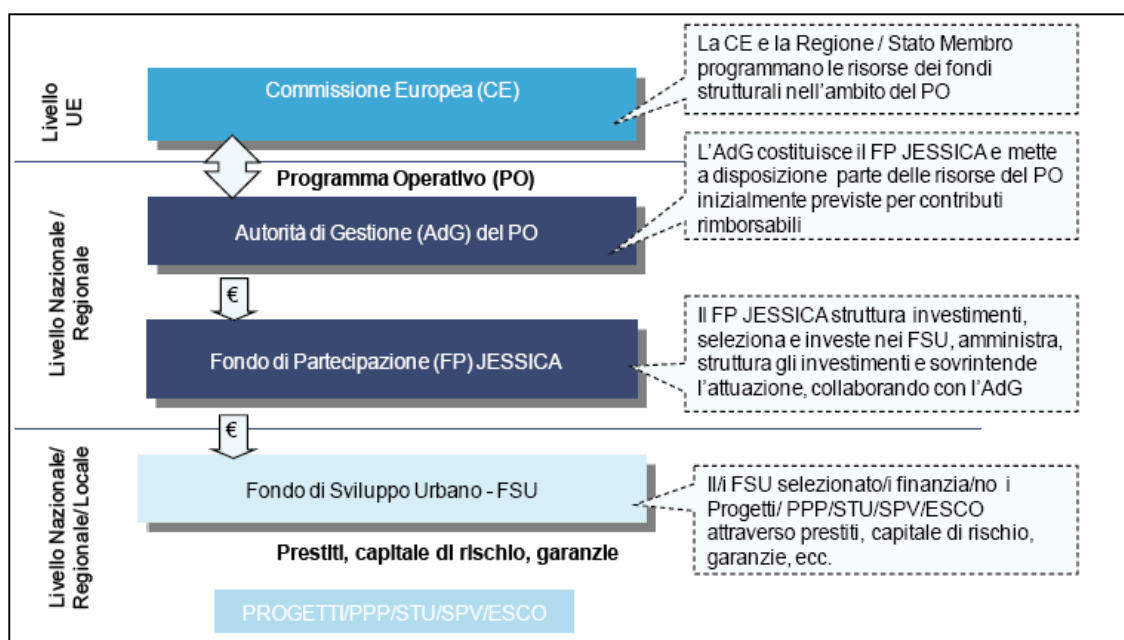 Livello
UE
Commissione Europea (CE)
La CE e la Regione / Stato Membro
programmano le risorse dei fondi
strutturali nell'ambito del PO
Programma Operativo (PO)
Livello Nazionale /
Regionale
Autorità di Gestione (AdG) del PO
L'AdG costituisce il FP JESSICA e mette
a disposizione parte delle risorse del PO
inizialmente previste per contributi
rimborsabili
€
Fondo di Partecipazione (FP) JESSICA
Il FP JESSICA struttura investimenti,
seleziona e investe nei FSU, amministra,
struttura gli investimenti e sovrintende
l'attuazione, collaborando con l'AdG
€
Livello Nazionale/
Regionale/ Locale
Fondo di Sviluppo Urbano - FSU
Il/i FSU selezionato/i finanzia/no i
Progetti/ PPP/STU/SPV/ESCO
attraverso prestiti, capitale di rischio,
garanzie, ecc.
Prestiti, capitale di rischio, garanzie
PROGETTI/PPP/STU/SPV/ESCO